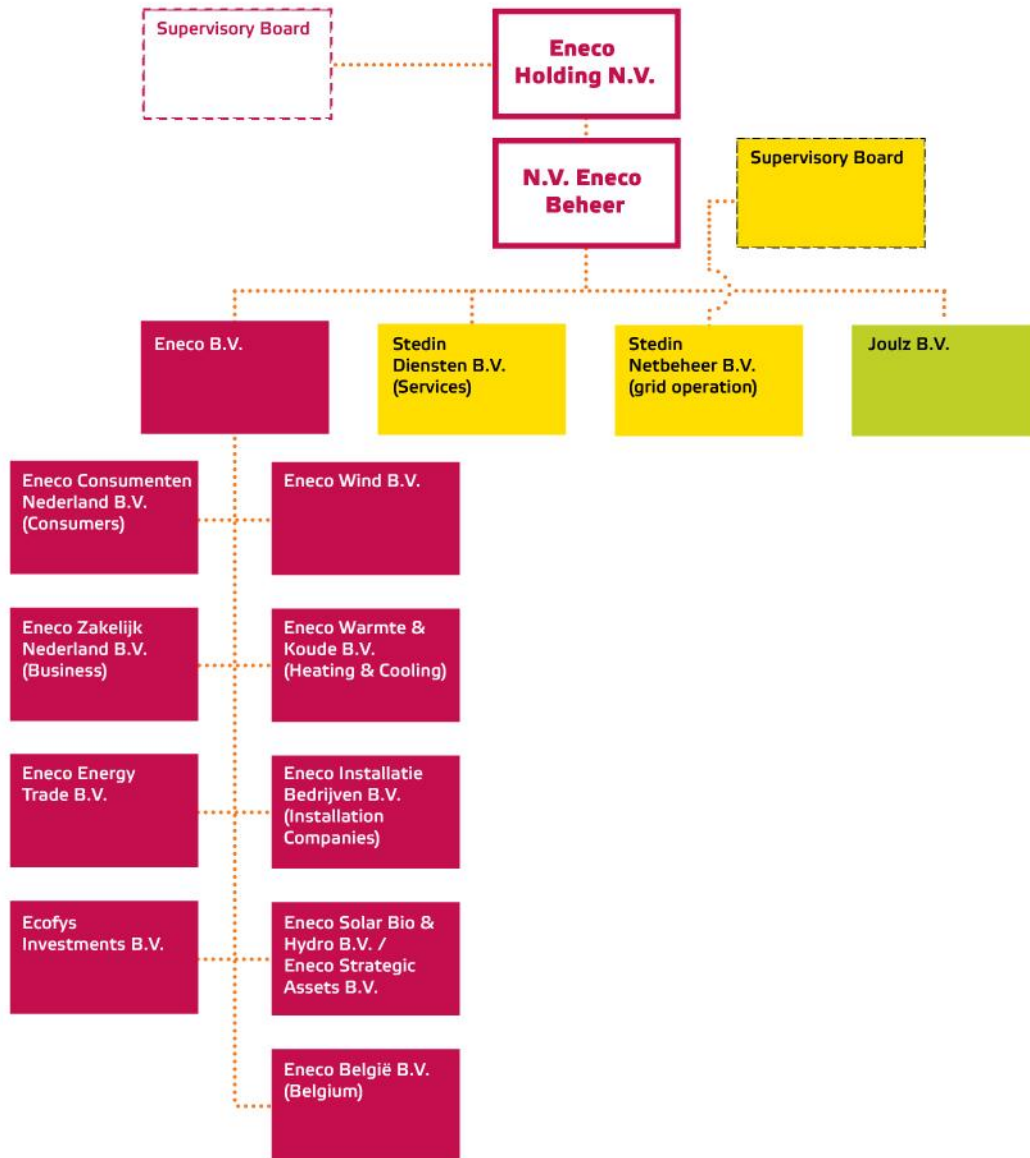 Supervisory Board
Eneco
Holding N.V.
N.V. Eneco
Beheer
Supervisory Board
Eneco B.V.
Stedin
Diensten B.V.
(Services)
Stedin
Netbeheer B.V.
(grid operation)
Joulz B.V.
Eneco Consumenten
Nederland B.V.
(Consumers)
Eneco Wind B.V.
Eneco Zakelijk
Nederland B.V.
(Business)
Eneco Warmte &
Koude B.V.
(Heating & Cooling)
Eneco Energy
Trade B.V.
Eneco Installatie
Bedrijven B.V.
(Installation
Companies)
Ecofys
Investments B.V.
Eneco Solar Bio &
Hydro B.V. /
Eneco Strategic
Assets B.V.
Eneco België B.V.
(Belgium)